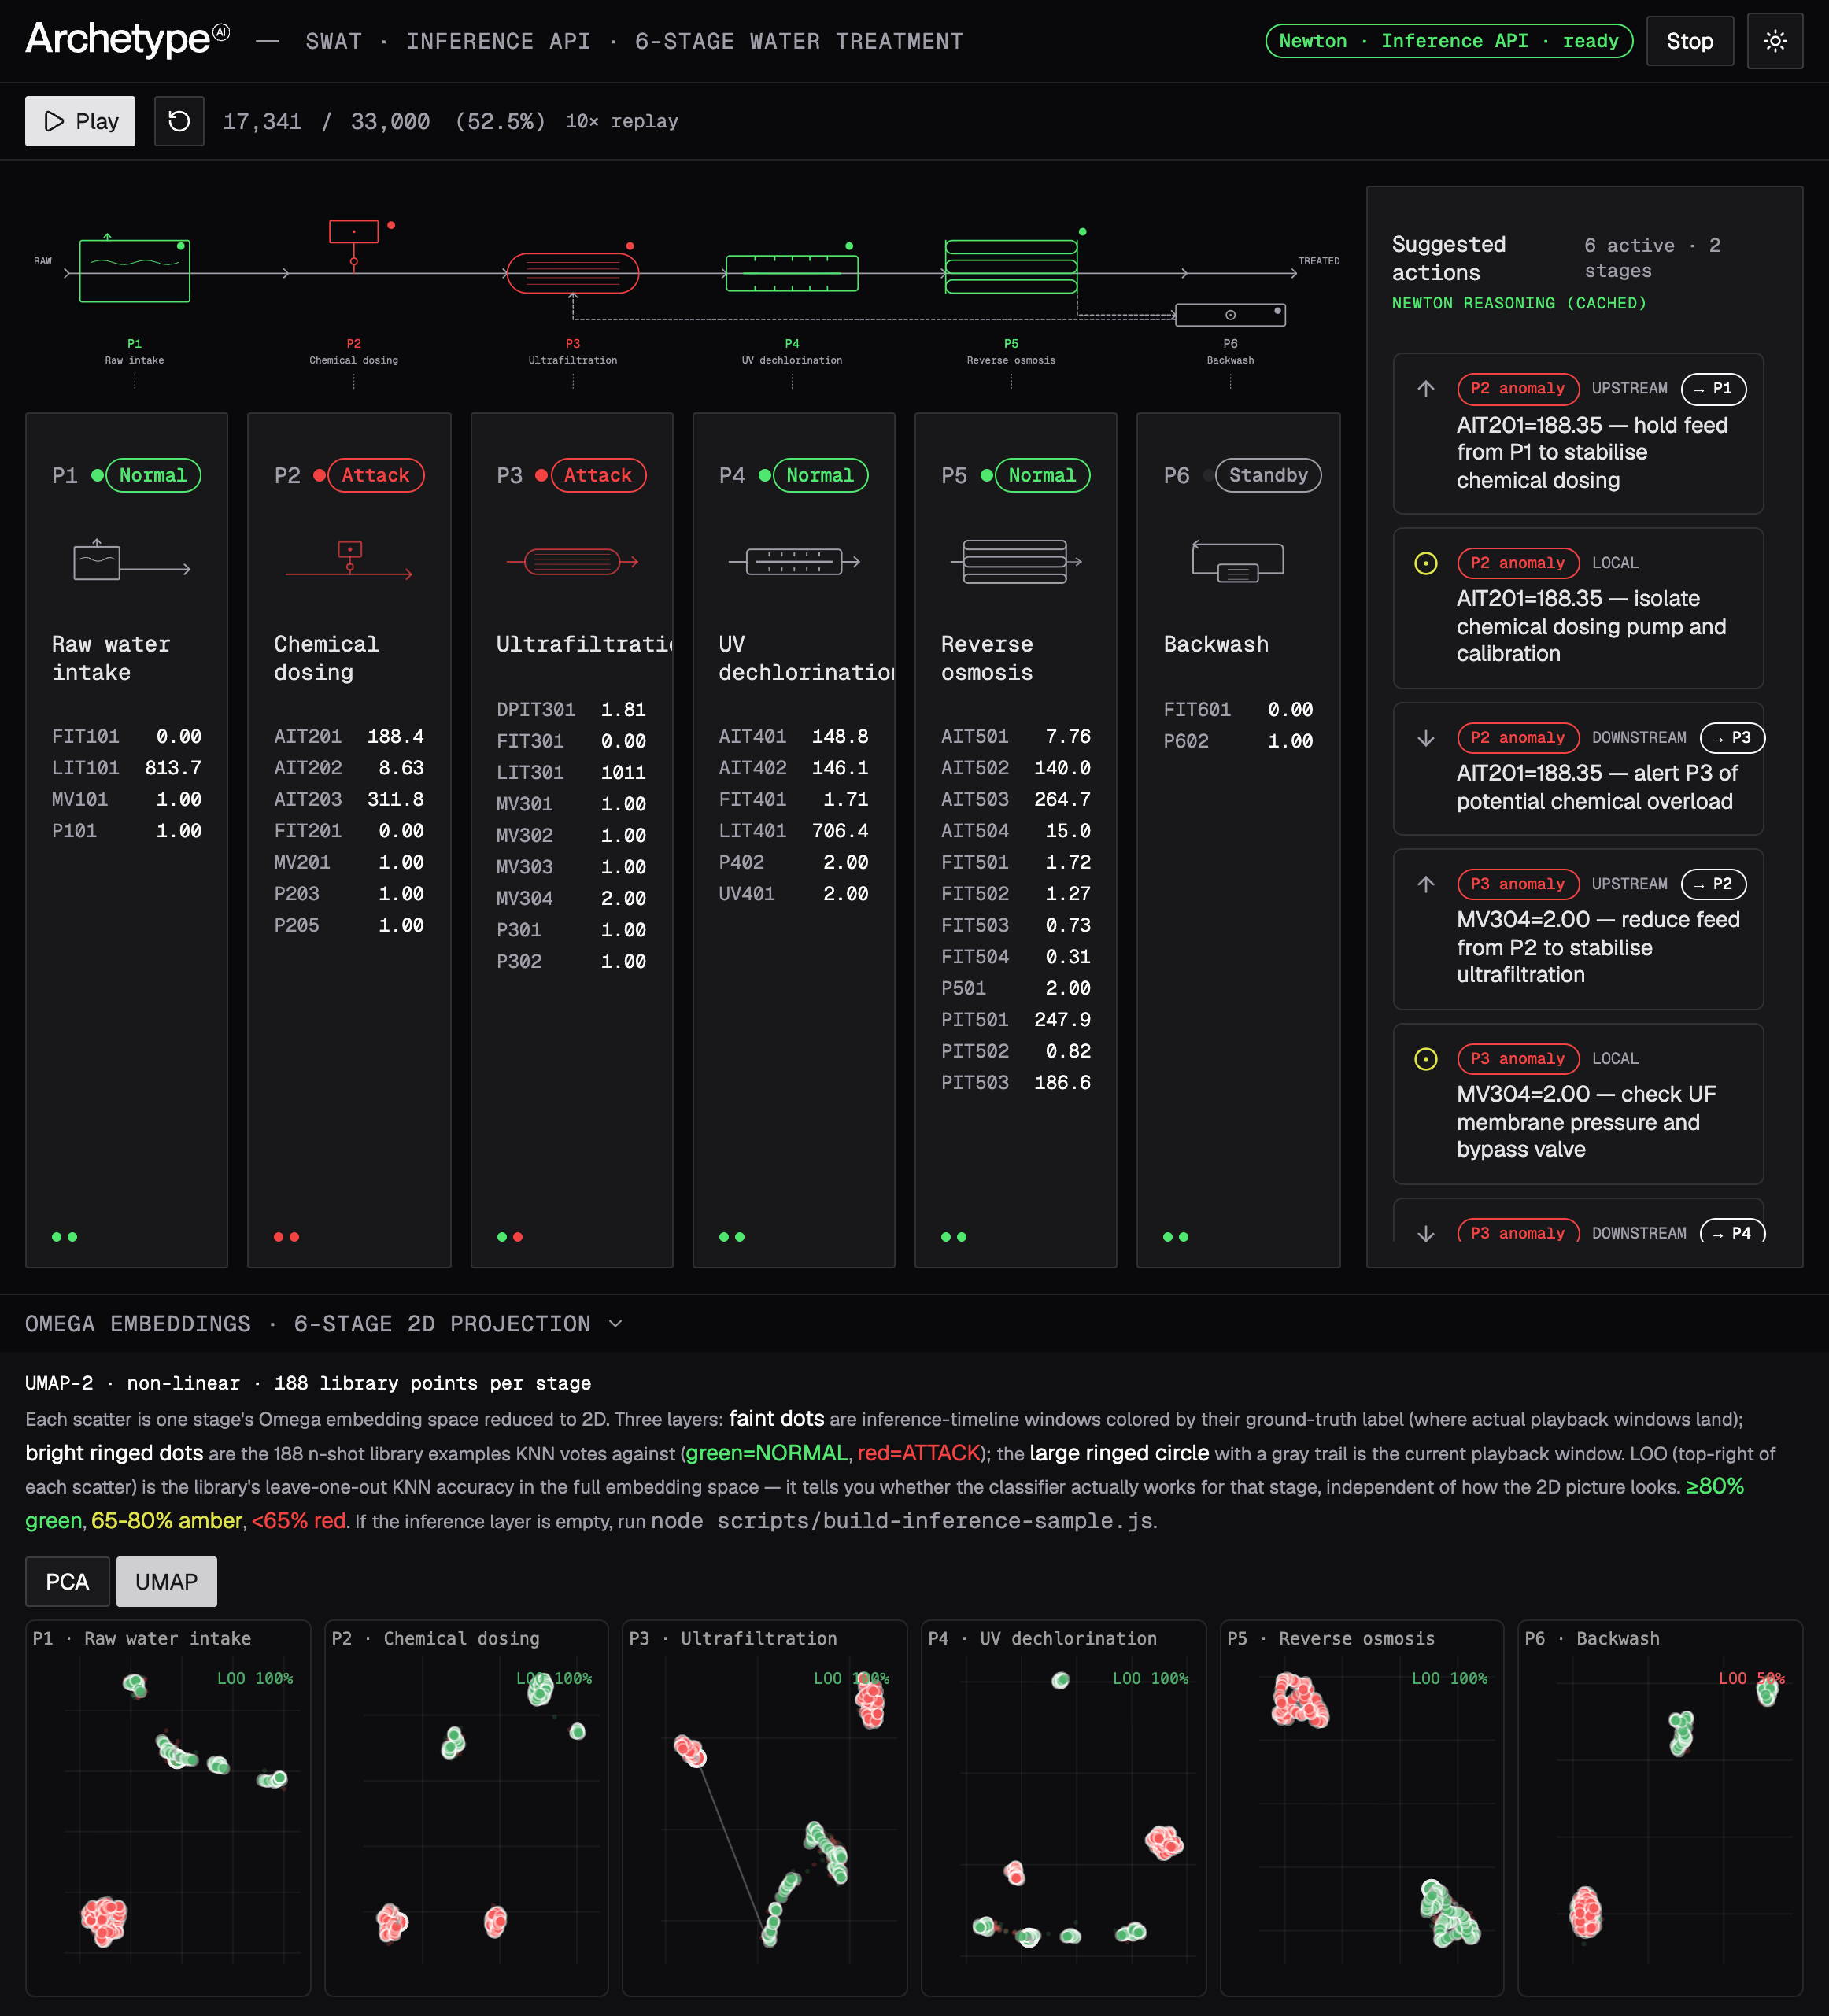 Archetype AI — SWAT · INFERENCE API · 6-STAGE WATER TREATMENT
Newton · Inference API · ready
Stop
Play
17,341 / 33,000 (52.5%) 10× replay
RAW
TREATED
P1
Raw intake
P2
Chemical dosing
P3
Ultrafiltration
P4
UV dechlorination
P5
Reverse osmosis
P6
Backwash
P1 Normal
Raw water
intake
FIT101 0.00
LIT101 813.7
MV101 1.00
P101 1.00
P2 Attack
Chemical
dosing
AIT201 188.4
AIT202 8.63
AIT203 311.8
FIT201 0.00
MV201 1.00
P203 1.00
P205 1.00
P3 Attack
Ultrafiltratio
DPIT301 1.81
FIT301 0.00
LIT301 1011
MV301 1.00
MV302 1.00
MV303 1.00
MV304 2.00
P301 1.00
P302 1.00
P4 Normal
UV
dechlorination
AIT401 148.8
AIT402 146.1
FIT401 1.71
LIT401 706.4
P402 2.00
UV401 2.00
P5 Normal
Reverse
osmosis
AIT501 7.76
AIT502 140.0
AIT503 264.7
AIT504 15.0
FIT501 1.72
FIT502 1.27
FIT503 0.73
FIT504 0.31
P501 2.00
PIT501 247.9
PIT502 0.82
PIT503 186.6
P6 Standby
Backwash
FIT601 0.00
P602 1.00
Suggested
actions
6 active · 2
stages
NEWTON REASONING (CACHED)
P2 anomaly UPSTREAM → P1
AIT201=188.35 — hold feed
from P1 to stabilise
chemical dosing
P2 anomaly LOCAL
AIT201=188.35 — isolate
chemical dosing pump and
calibration
P2 anomaly DOWNSTREAM → P3
AIT201=188.35 — alert P3 of
potential chemical overload
P3 anomaly UPSTREAM → P2
MV304=2.00 — reduce feed
from P2 to stabilise
ultrafiltration
P3 anomaly LOCAL
MV304=2.00 — check UF
membrane pressure and
bypass valve
P3 anomaly DOWNSTREAM → P4
OMEGA EMBEDDINGS · 6-STAGE 2D PROJECTION
UMAP-2 · non-linear · 188 library points per stage
Each scatter is one stage's Omega embedding space reduced to 2D. Three layers: faint dots are inference-timeline windows colored by their ground-truth label (where actual playback windows land);
bright ringed dots are the 188 n-shot library examples KNN votes against (green=NORMAL, red=ATTACK); the large ringed circle with a gray trail is the current playback window. LOO (top-right of
each scatter) is the library's leave-one-out KNN accuracy in the full embedding space — it tells you whether the classifier actually works for that stage, independent of how the 2D picture looks. ≥80%
green, 65-80% amber, <65% red. If the inference layer is empty, run node scripts/build-inference-sample.js.
PCA
UMAP
P1 · Raw water intake
LOO 100%
P2 · Chemical dosing
LOO 100%
P3 · Ultrafiltration
LOO 100%
P4 · UV dechlorination
LOO 100%
P5 · Reverse osmosis
LOO 100%
P6 · Backwash
LOO 50%